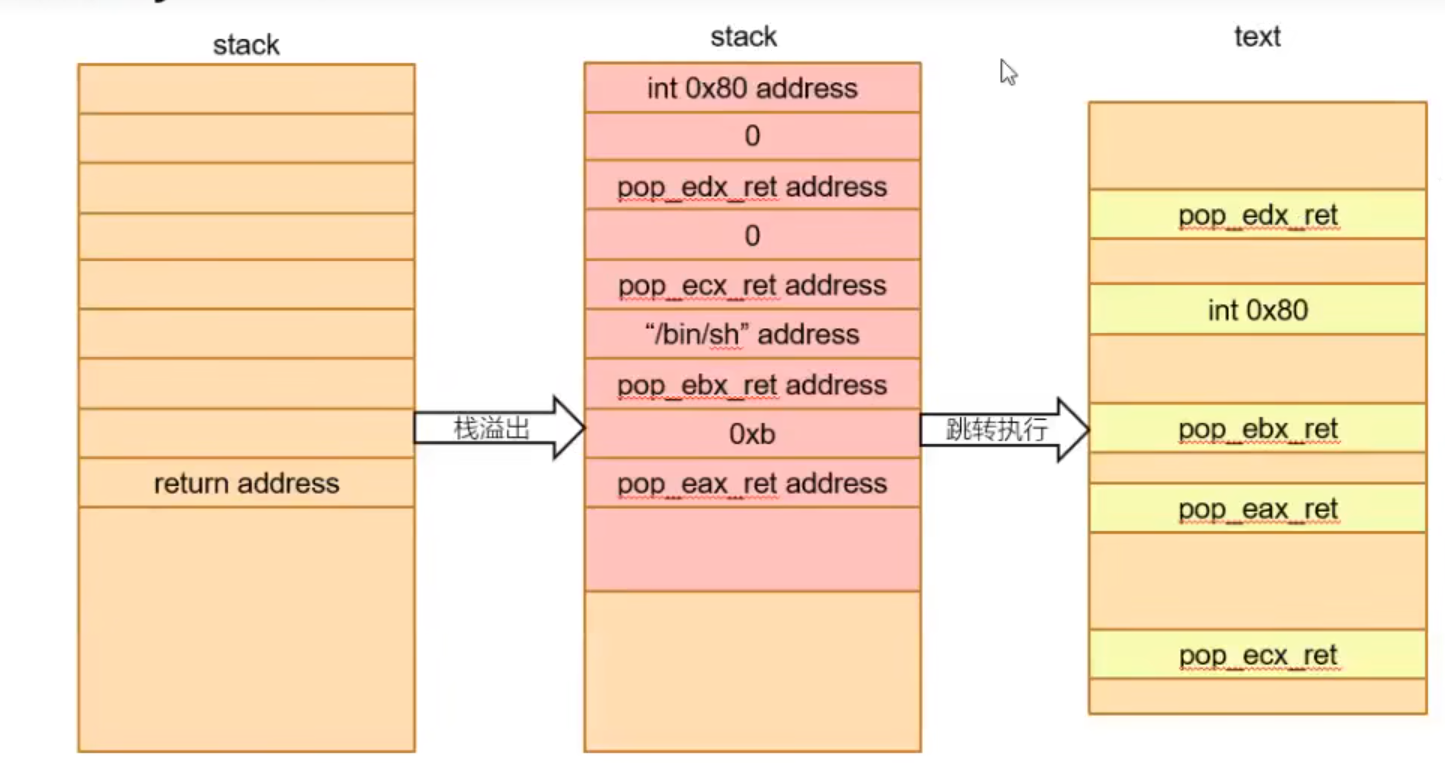 stack
return address
栈溢出
stack
int 0x80 address
0
pop_edx_ret address
0
pop_ecx_ret address
“/bin/sh” address
pop_ebx_ret address
0xb
pop_eax_ret address
跳转执行
text
pop_edx_ret
int 0x80
pop_ebx_ret
pop_eax_ret
pop_ecx_ret